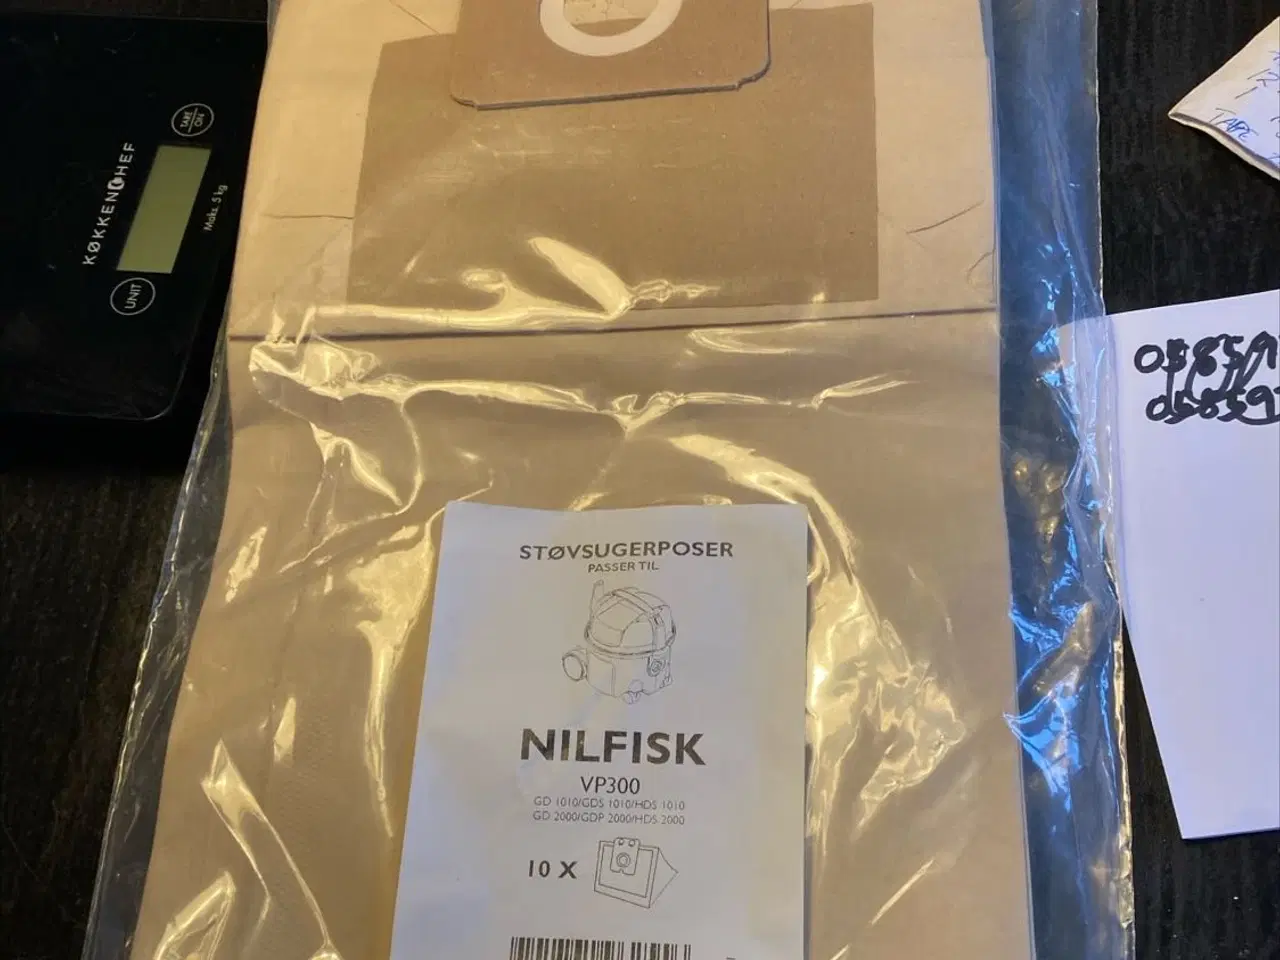 KØKKENCHEF
TARE
ON
UNIT
Maks. 5 kg
TAPE
STØVSUGERPOSER
PASSER TIL
NILFISK
VP300
GD 1010/GDS 1010/HDS 1010
GD 2000/GDP 2000/HDS 2000
10 X